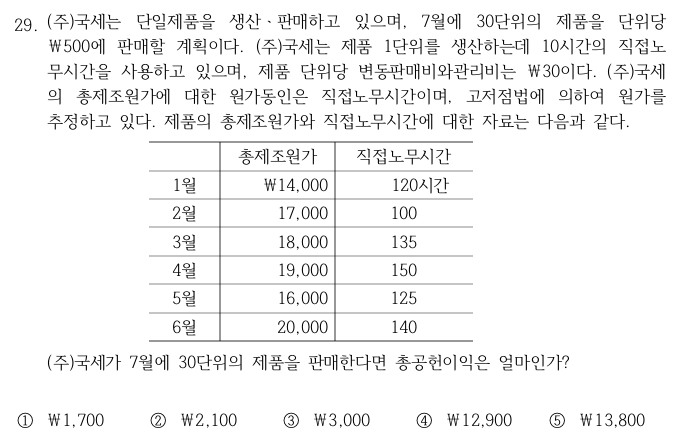 29. (주)국세는 단일제품을 생산ㆍ판매하고 있으며, 7월에 30단위의 제품을 단위당
₩500에 판매할 계획이다. (주)국세는 제품 1단위를 생산하는데 10시간의 직접노
무시간을 사용하고 있으며, 제품 단위당 변동판매비와관리비는 ₩30이다. (주)국세
의 총제조원가에 대한 원가동인은 직접노무시간이며, 고저점법에 의하여 원가를
추정하고 있다. 제품의 총제조원가와 직접노무시간에 대한 자료는 다음과 같다.
총제조원가 직접노무시간
1월 ₩14,000 120시간
2월 17,000 100
3월 18,000 135
4월 19,000 150
5월 16,000 125
6월 20,000 140
(주)국세가 7월에 30단위의 제품을 판매한다면 총공헌이익은 얼마인가?
① ₩1,700 ② ₩2,100 ③ ₩3,000 ④ ₩12,900 ⑤ ₩13,800